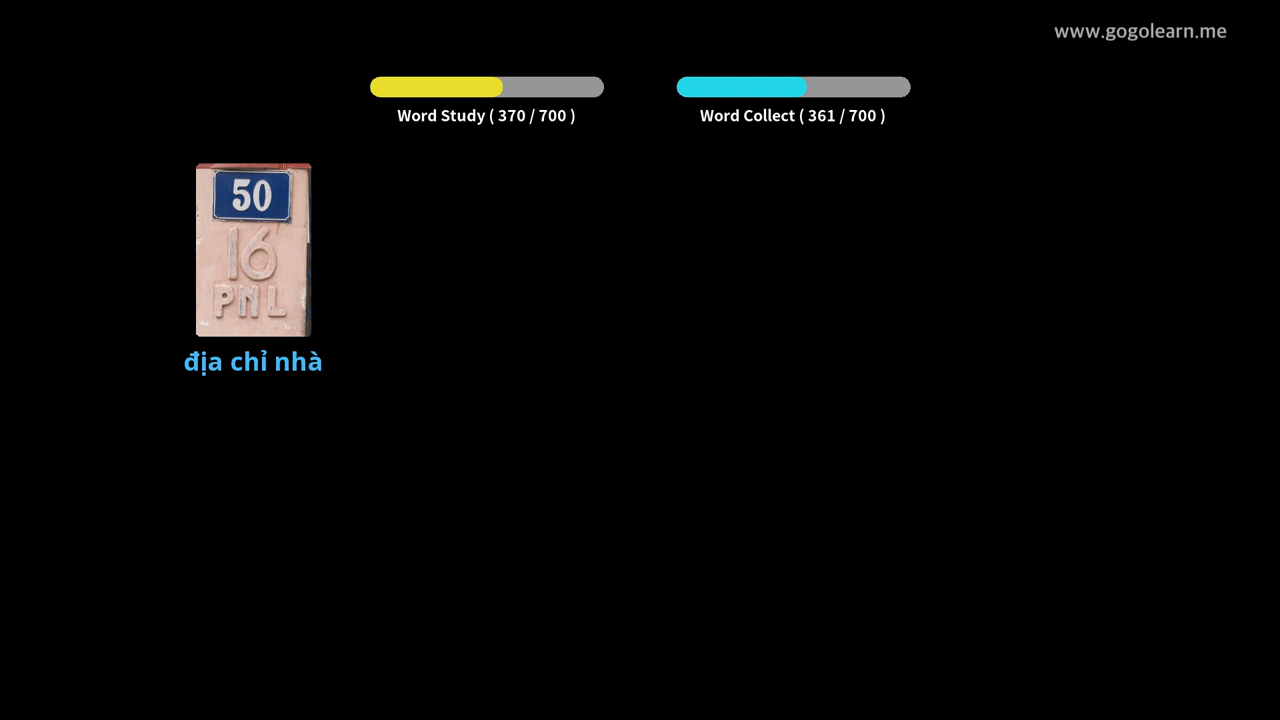 www.gogolearn.me
Word Study ( 370 / 700 )
Word Collect ( 361 / 700 )
50
16
PNL
địa chỉ nhà